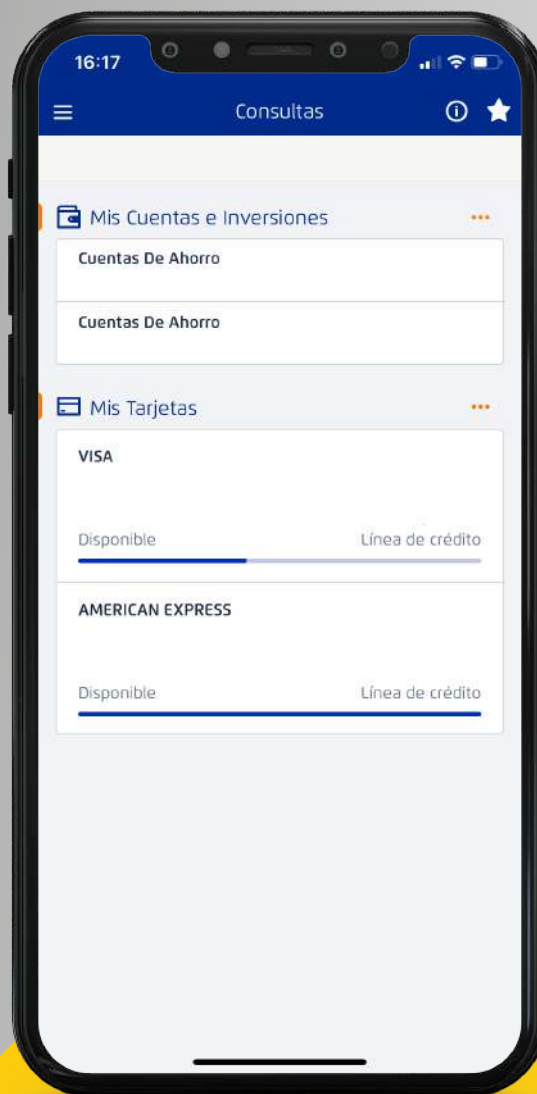 16:17
Consultas
Mis Cuentas e Inversiones
Cuentas De Ahorro
Cuentas De Ahorro
Mis Tarjetas
VISA
Disponible Línea de crédito
AMERICAN EXPRESS
Disponible Línea de crédito